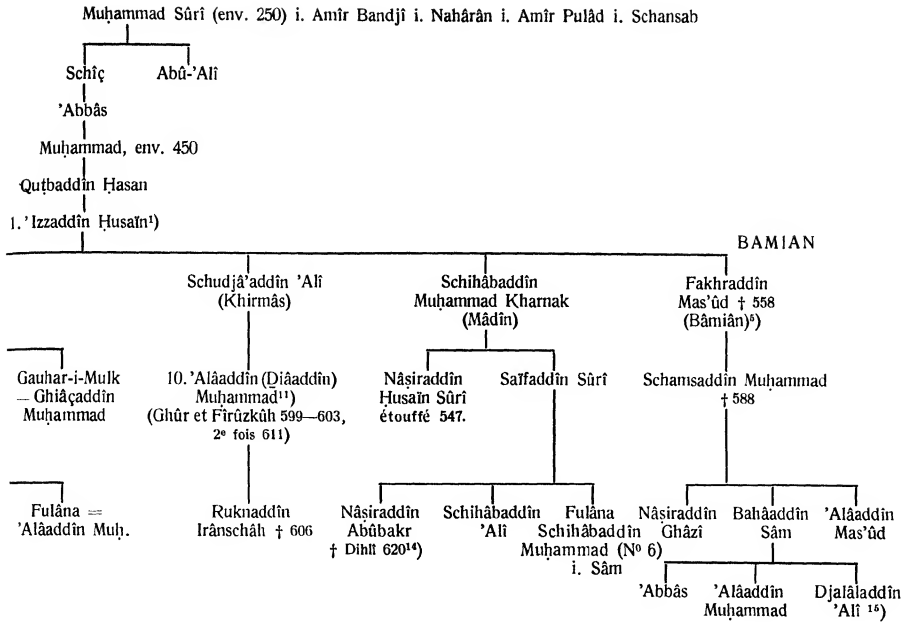 Muḥammad Sûrî (env. 250) i. Amîr Bandjî i. Nahârân i. Amîr Pulâd i. Schansab
Schîç Abû-'Alî
'Abbâs
Muḥammad, env. 450
Quṭbaddîn Ḥasan
1. 'Izzaddîn Ḥusaïn¹)
BAMIAN
Schudjâ'addîn 'Alî
(Khirmâs)
Schihâbaddîn
Muḥammad Kharnak
(Mâdîn)
Fakhraddîn
Mas'ûd † 558
(Bâmiân)⁵)
Gauhar-i-Mulk
= Ghiâçaddîn
Muḥammad
10. 'Alâaddîn (Ḍiâaddîn)
Muḥammad¹¹)
(Ghûr et Fîrûzkûh 599—603,
2ᵉ fois 611)
Nâṣiraddîn
Ḥusaïn Sûrî
étouffé 547.
Saïfaddîn Sûrî
Schamsaddîn Muḥammad
† 588
Fulâna =
'Alâaddîn Muḥ.
Ruknaddîn
Irânschâh † 606
Nâṣiraddîn
Abûbakr
† Dihlî 620¹⁴)
Schihâbaddîn
'Alî
Fulâna
Schihâbaddîn
Muḥammad (Nº 6)
i. Sâm
Nâṣiraddîn
Ghâzî
Bahâaddîn
Sâm
'Alâaddîn
Mas'ûd
'Abbâs
'Alâaddîn
Muḥammad
Djalâladdîn
'Alî ¹⁵)